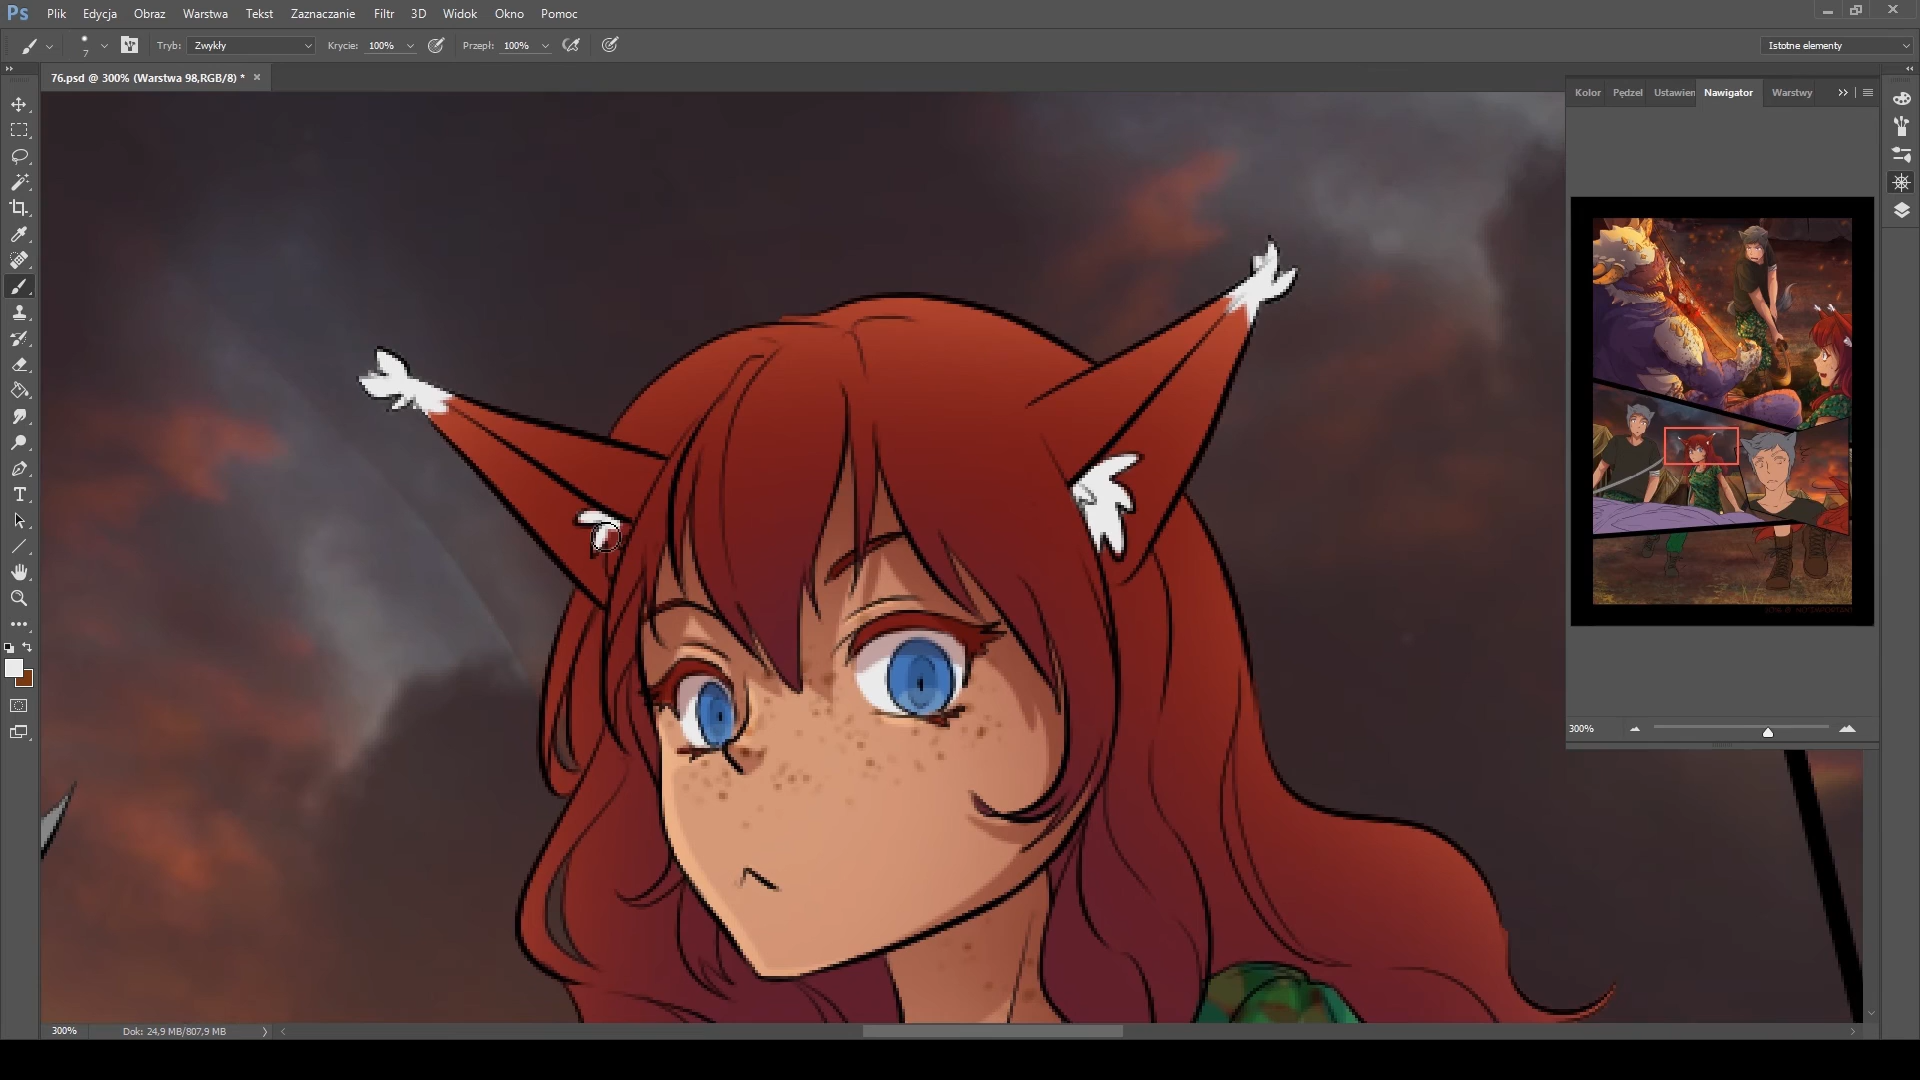 Ps Plik Edycja Obraz Warstwa Tekst Zaznaczanie Filtr 3D Widok Okno Pomoc
7 Tryb: Zwykły Krycie: 100% Przepł: 100% Istotne elementy
76.psd @ 300% (Warstwa 98,RGB/8) *
Kolor Pędzel Ustawien Nawigator Warstwy
300%
300% Dok: 24,9 MB/807,9 MB